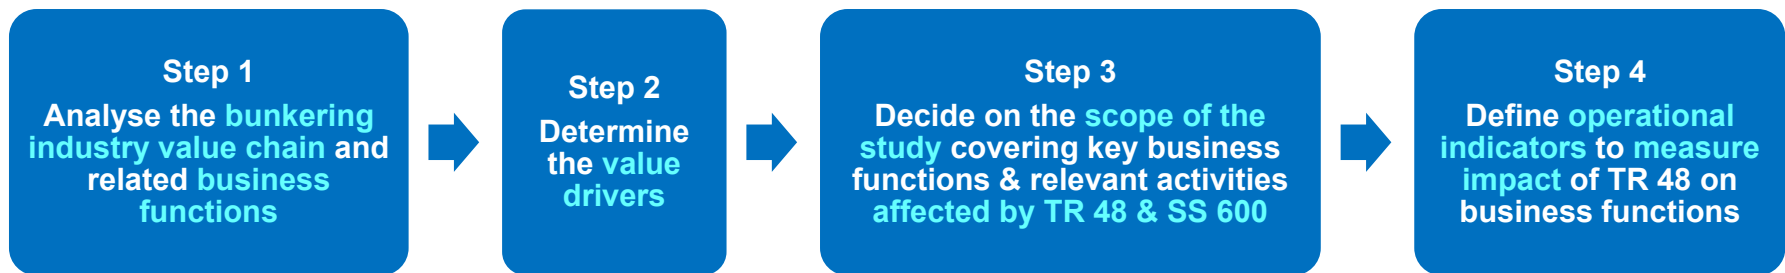 Step 1
Analyse the bunkering
industry value chain and
related business
functions
Step 2
Determine
the value
drivers
Step 3
Decide on the scope of the
study covering key business
functions & relevant activities
affected by TR 48 & SS 600
Step 4
Define operational
indicators to measure
impact of TR 48 on
business functions